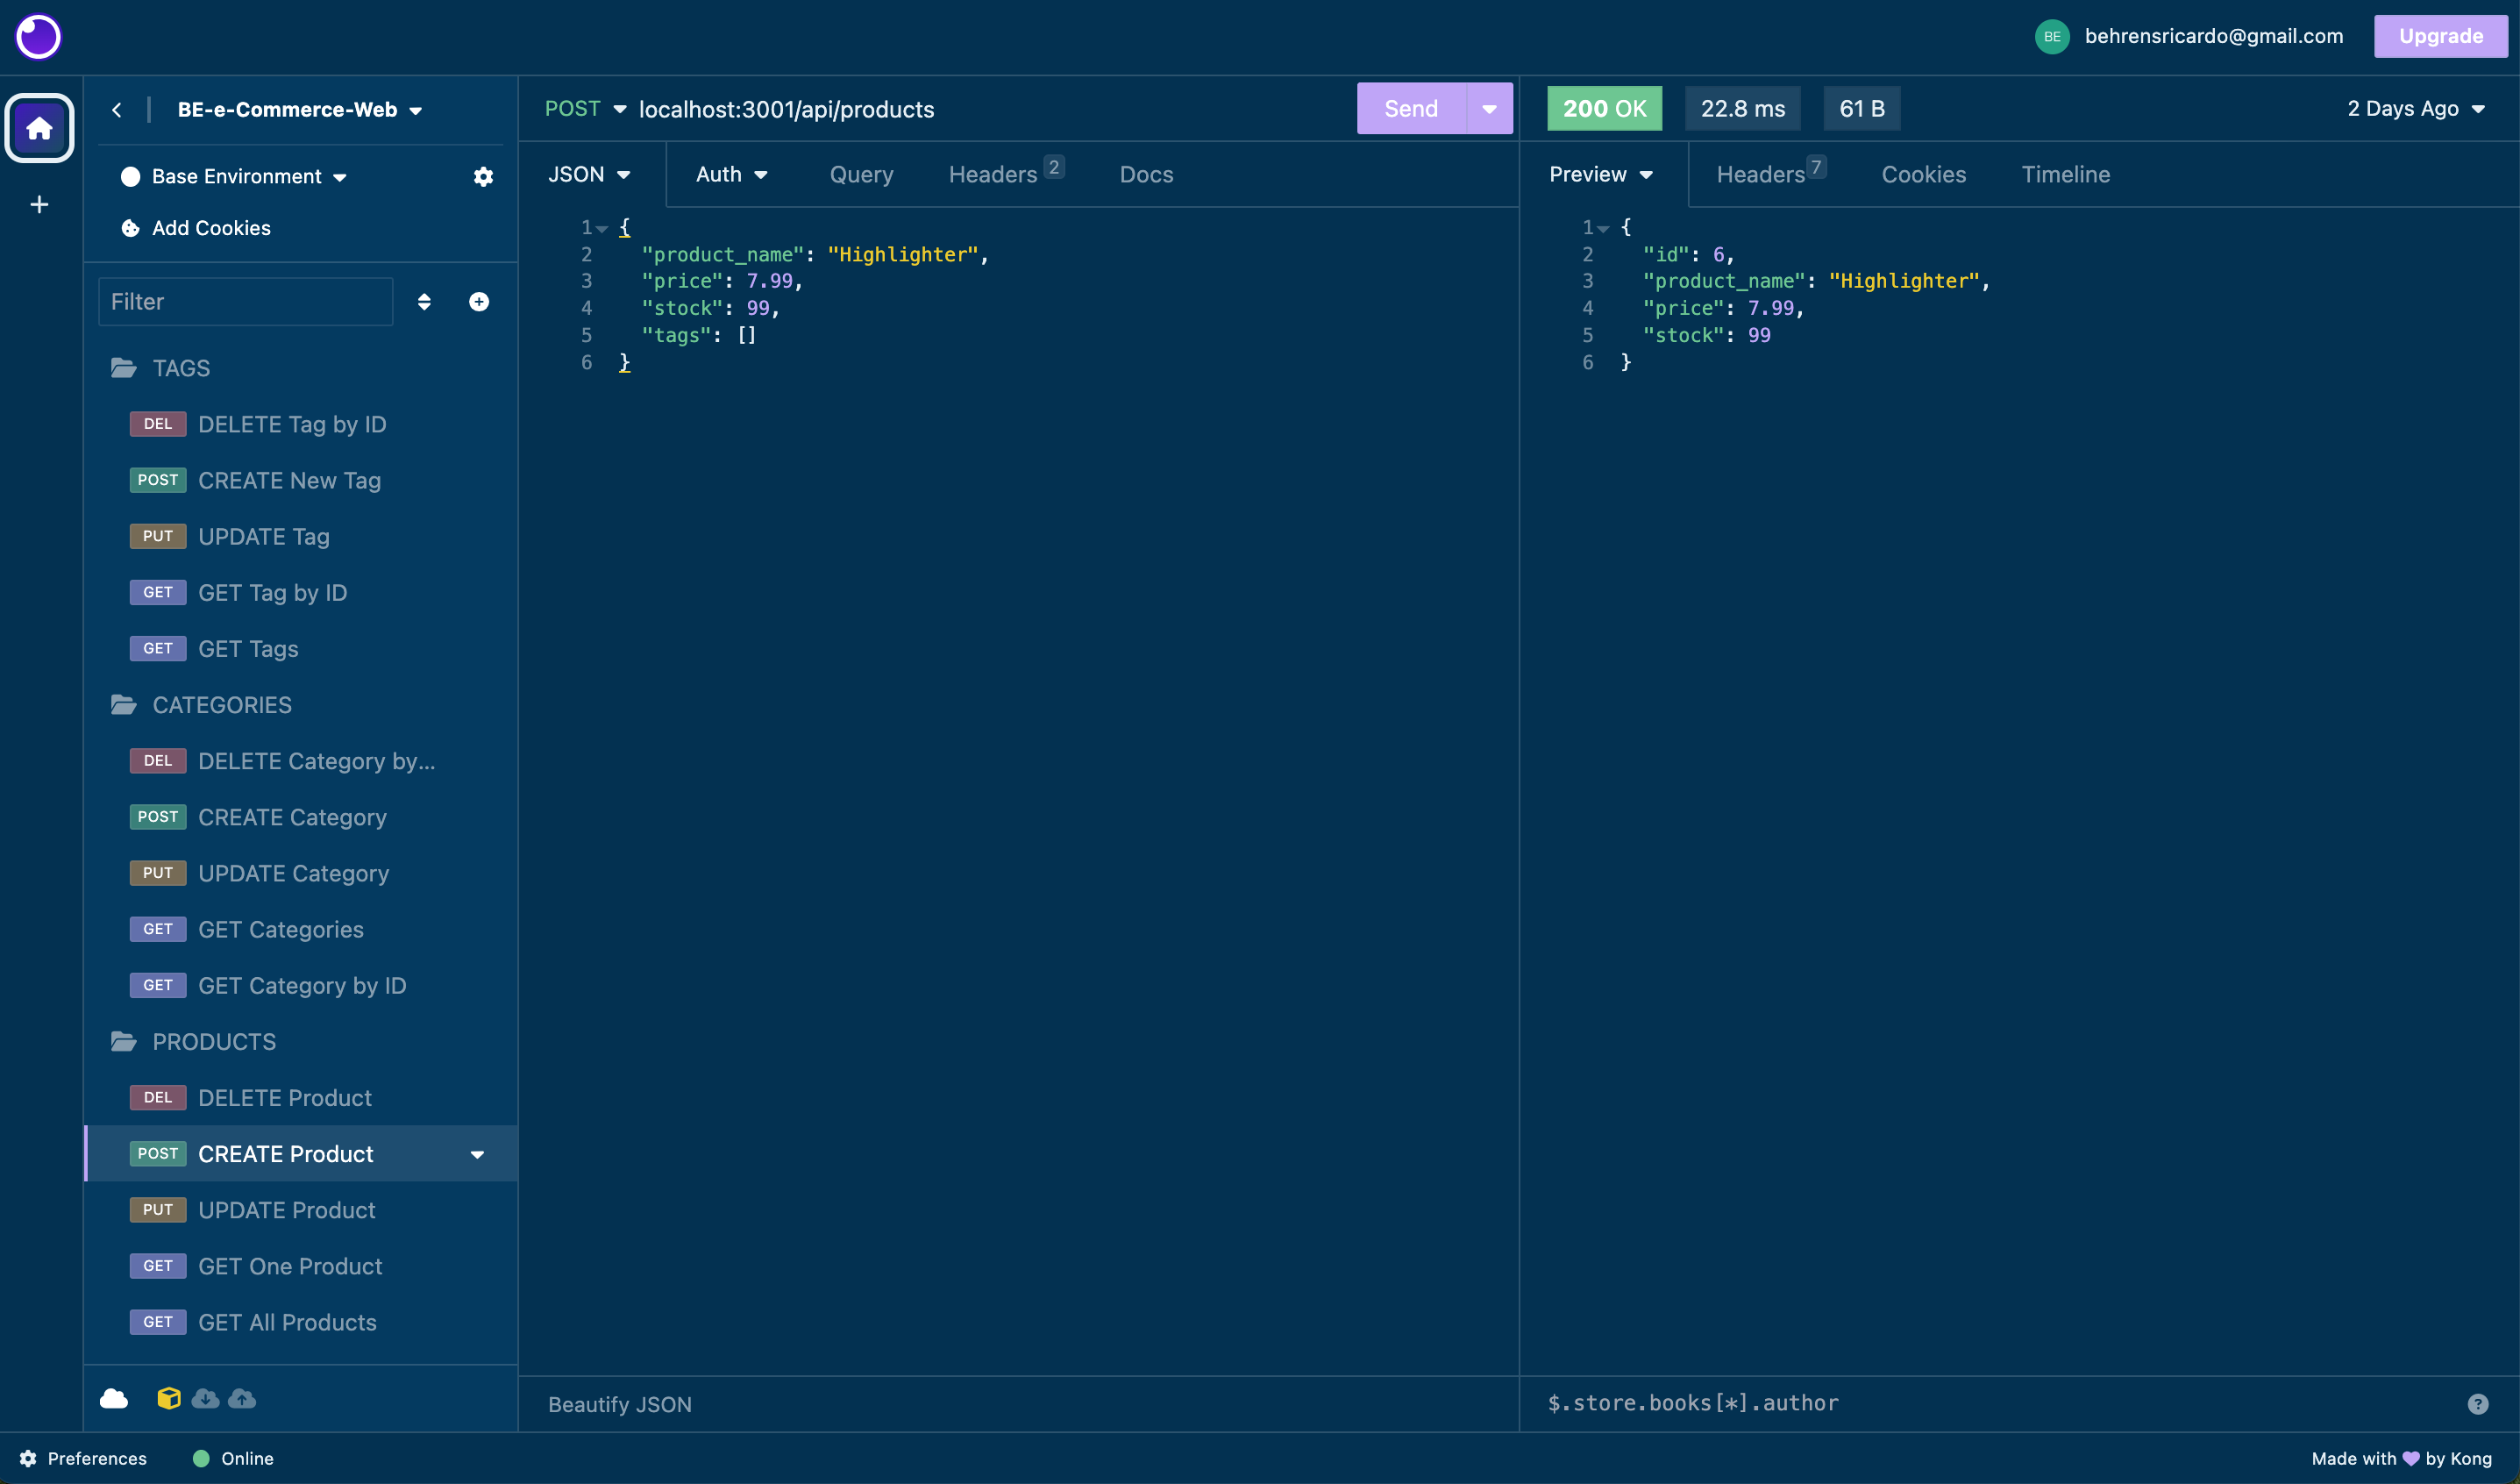 BE behrensricardo@gmail.com Upgrade
BE-e-Commerce-Web
Base Environment
Add Cookies
Filter
TAGS
DEL DELETE Tag by ID
POST CREATE New Tag
PUT UPDATE Tag
GET GET Tag by ID
GET GET Tags
CATEGORIES
DEL DELETE Category by...
POST CREATE Category
PUT UPDATE Category
GET GET Categories
GET GET Category by ID
PRODUCTS
DEL DELETE Product
POST CREATE Product
PUT UPDATE Product
GET GET One Product
GET GET All Products
POST localhost:3001/api/products Send
JSON Auth Query Headers 2 Docs
1 {
2 "product_name": "Highlighter",
3 "price": 7.99,
4 "stock": 99,
5 "tags": []
6 }
Beautify JSON
200 OK 22.8 ms 61 B 2 Days Ago
Preview Headers 7 Cookies Timeline
1 {
2 "id": 6,
3 "product_name": "Highlighter",
4 "price": 7.99,
5 "stock": 99
6 }
$.store.books[*].author ?
Preferences Online Made with 💜 by Kong